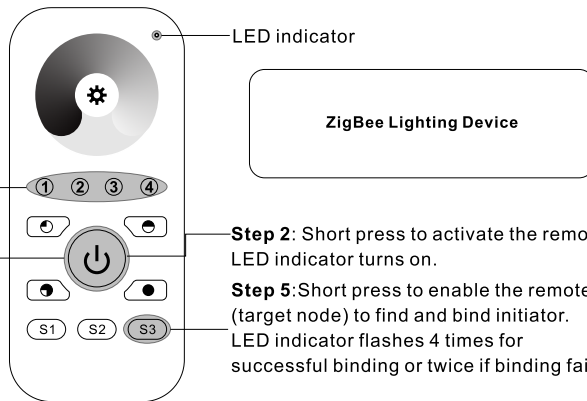 LED indicator
ZigBee Lighting Device
1 2 3 4
Step 2: Short press to activate the remo
LED indicator turns on.
Step 5:Short press to enable the remote
(target node) to find and bind initiator.
S1 S2 S3
LED indicator flashes 4 times for
successful binding or twice if binding fai